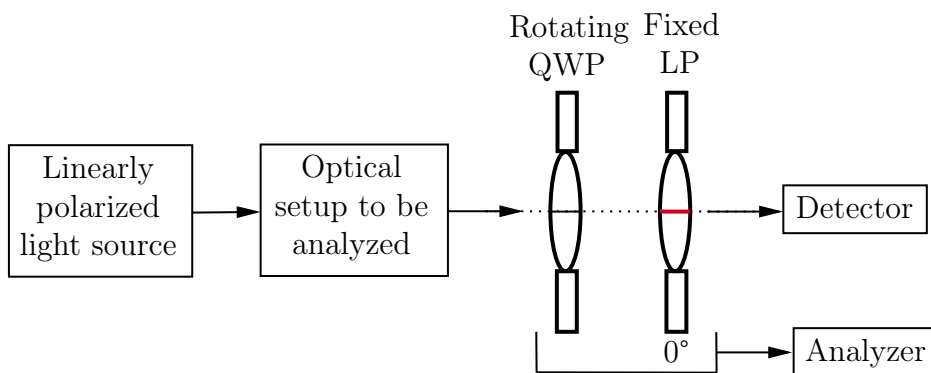 Rotating
QWP
Fixed
LP
Linearly
polarized
light source
Optical
setup to be
analyzed
Detector
0°
Analyzer